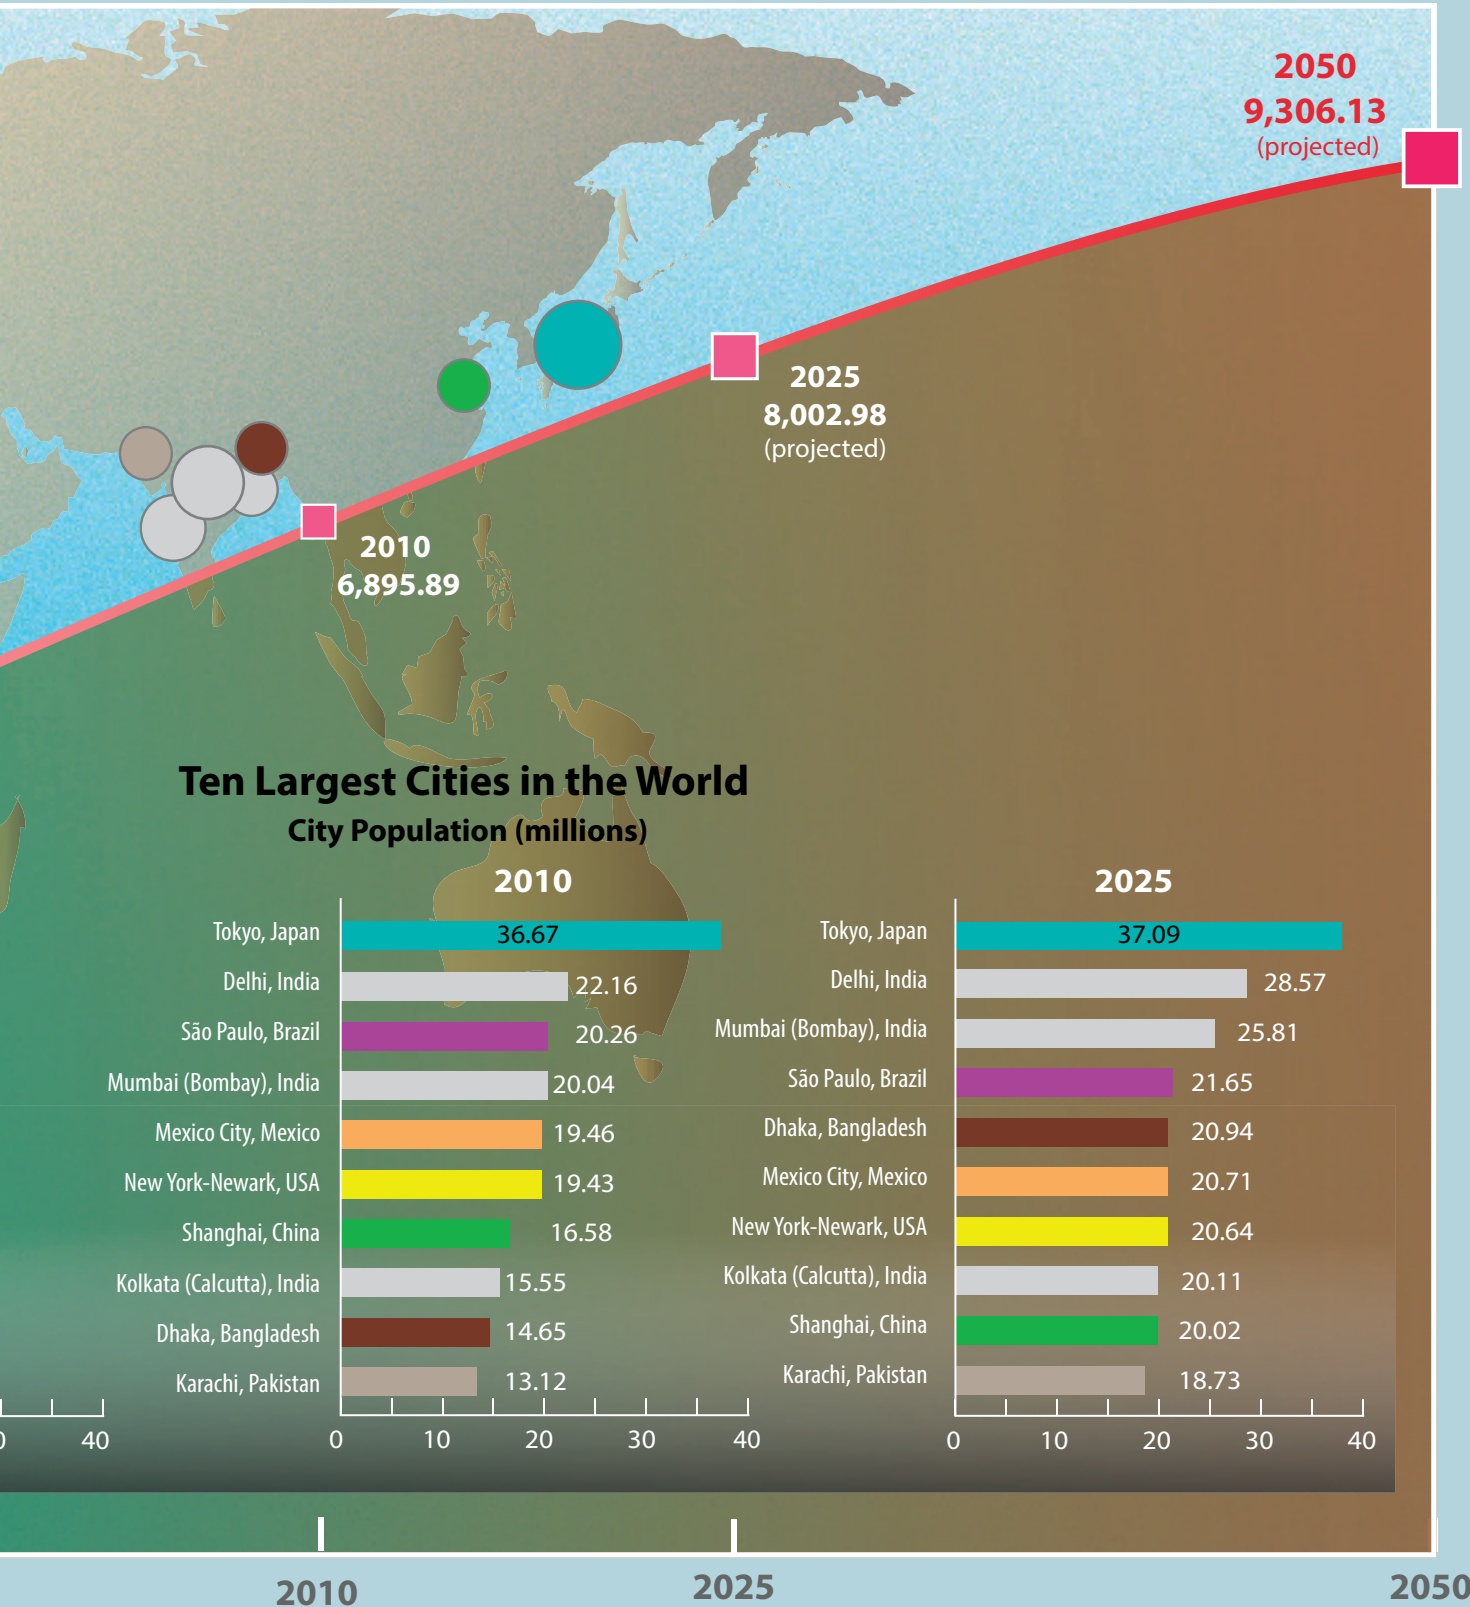 2050
9,306.13
(projected)
2025
8,002.98
(projected)
2010
6,895.89
Ten Largest Cities in the World
City Population (millions)
2010
Tokyo, Japan 36.67
Delhi, India 22.16
São Paulo, Brazil 20.26
Mumbai (Bombay), India 20.04
Mexico City, Mexico 19.46
New York-Newark, USA 19.43
Shanghai, China 16.58
Kolkata (Calcutta), India 15.55
Dhaka, Bangladesh 14.65
Karachi, Pakistan 13.12
0 10 20 30 40
2025
Tokyo, Japan 37.09
Delhi, India 28.57
Mumbai (Bombay), India 25.81
São Paulo, Brazil 21.65
Dhaka, Bangladesh 20.94
Mexico City, Mexico 20.71
New York-Newark, USA 20.64
Kolkata (Calcutta), India 20.11
Shanghai, China 20.02
Karachi, Pakistan 18.73
0 10 20 30 40
40
2010 2025 2050